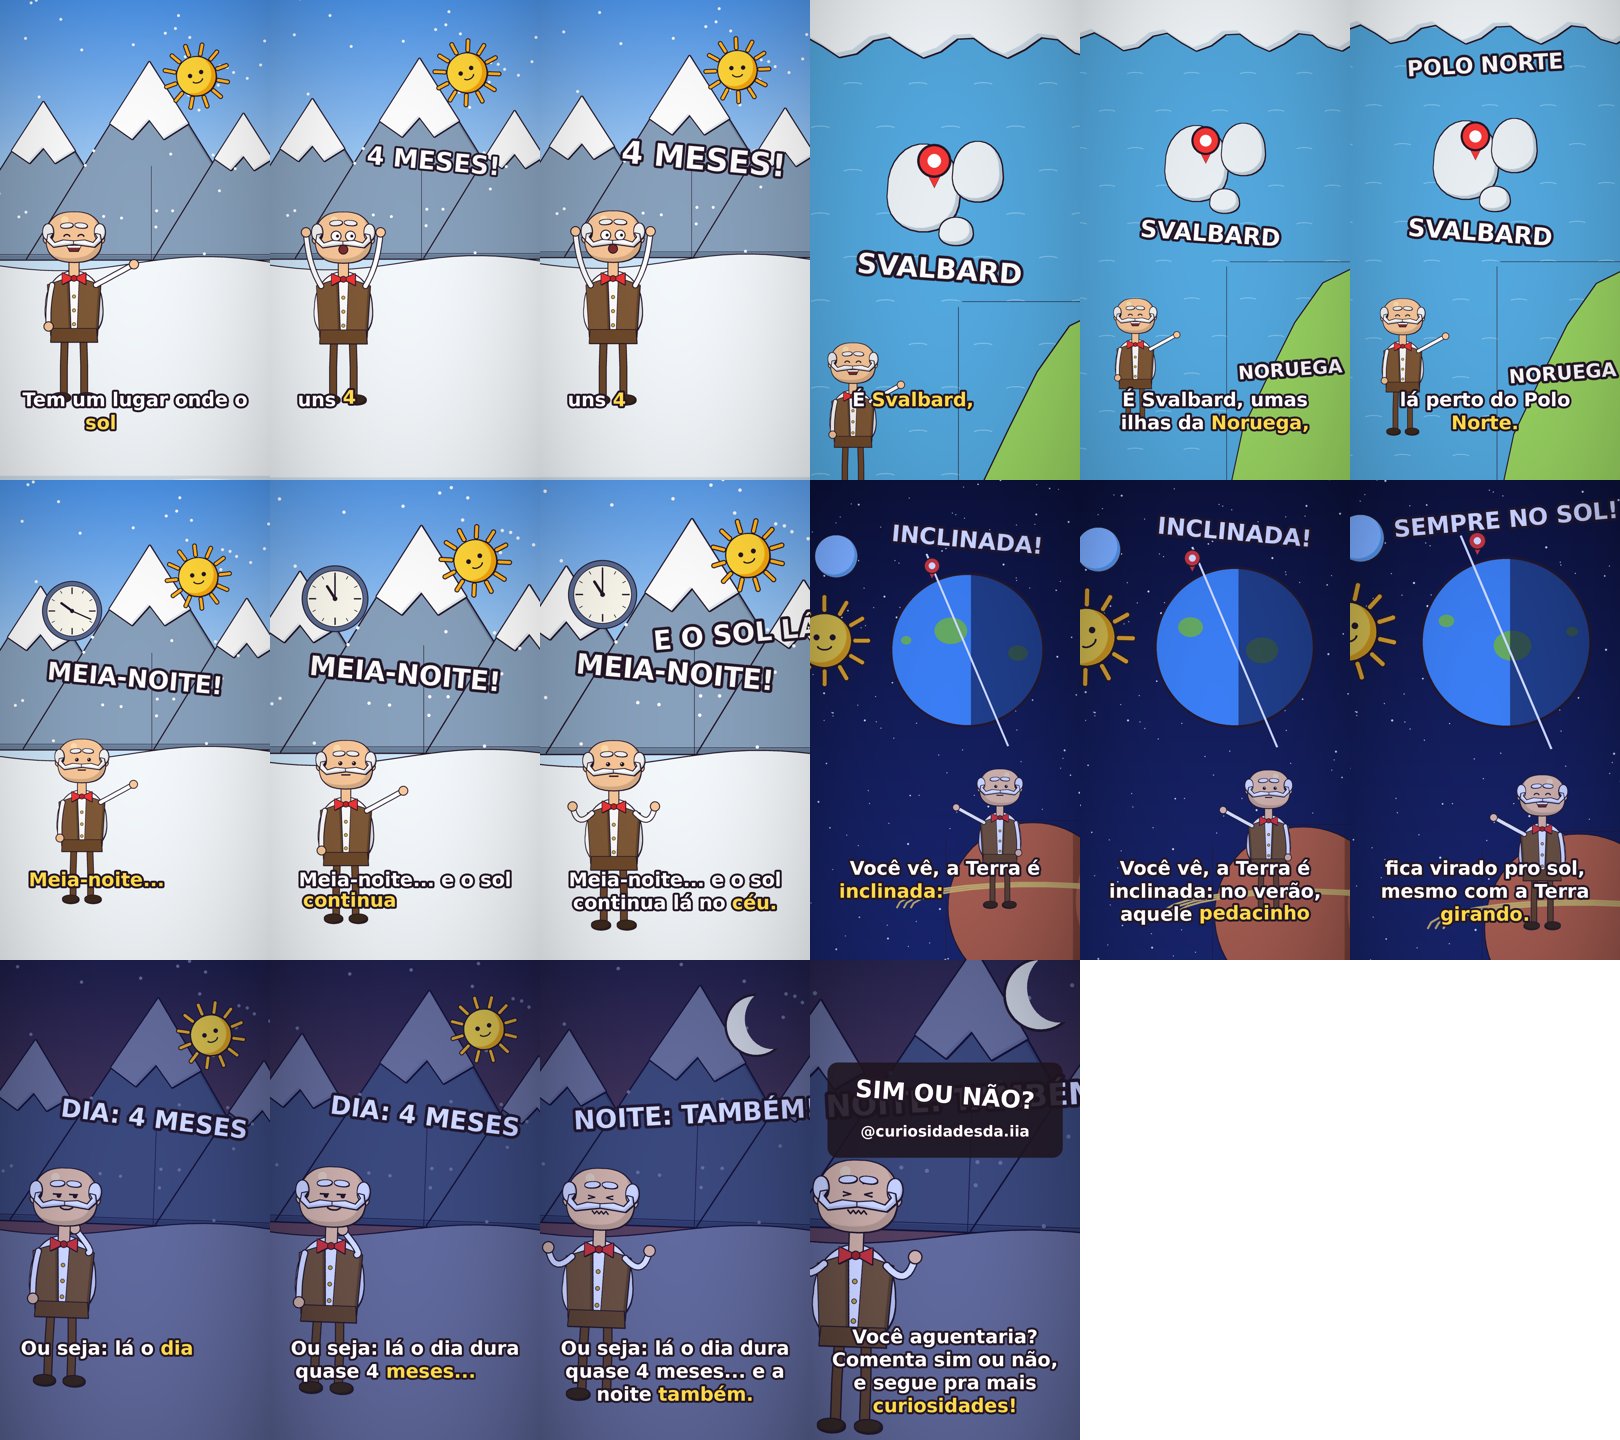 Tem um lugar onde o
sol
4 MESES!
uns 4
4 MESES!
uns 4
SVALBARD
É Svalbard,
SVALBARD
NORUEGA
É Svalbard, umas
ilhas da Noruega,
POLO NORTE
SVALBARD
NORUEGA
lá perto do Polo
Norte.
MEIA-NOITE!
Meia-noite...
MEIA-NOITE!
Meia-noite... e o sol
continua
E O SOL LÁ
MEIA-NOITE!
Meia-noite... e o sol
continua lá no céu.
INCLINADA!
Você vê, a Terra é
inclinada:
INCLINADA!
Você vê, a Terra é
inclinada: no verão,
aquele pedacinho
SEMPRE NO SOL!
fica virado pro sol,
mesmo com a Terra
girando.
DIA: 4 MESES
Ou seja: lá o dia
DIA: 4 MESES
Ou seja: lá o dia dura
quase 4 meses...
NOITE: TAMBÉM!
Ou seja: lá o dia dura
quase 4 meses... e a
noite também.
NOITE: TAMBÉM
SIM OU NÃO?
@curiosidadesda.iia
Você aguentaria?
Comenta sim ou não,
e segue pra mais
curiosidades!